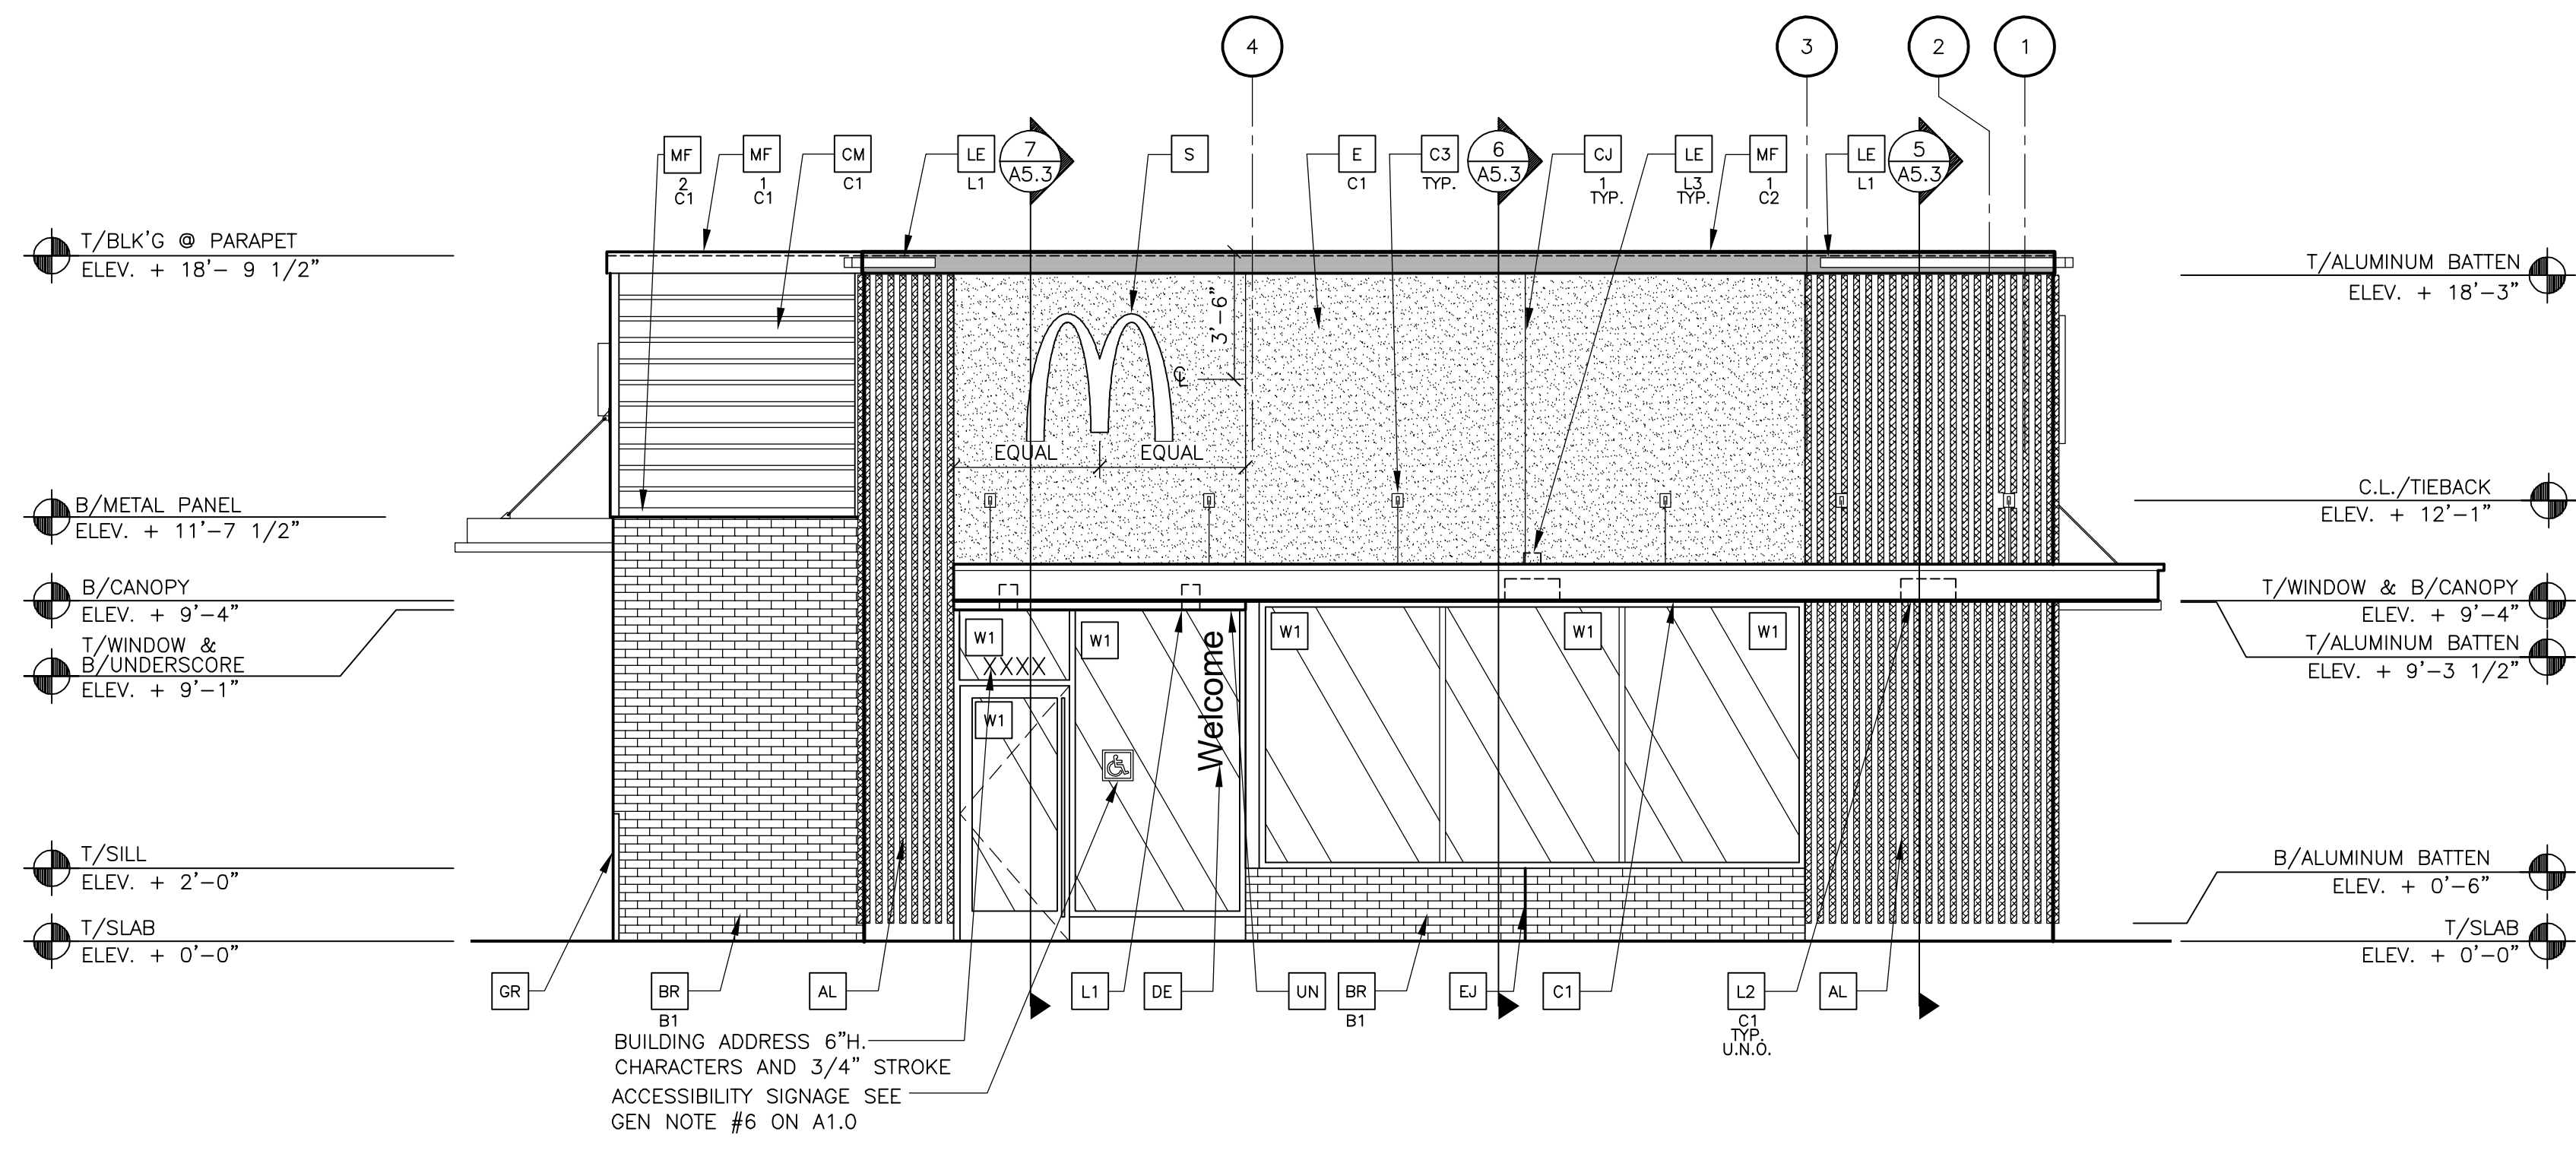 4
3
2
1
MF
2
C1
MF
1
C1
CM
C1
LE
L1
7
A5.3
S
E
C1
C3
TYP.
6
A5.3
CJ
1
TYP.
LE
L3
TYP.
MF
1
C2
LE
L1
5
A5.3
T/BLK'G @ PARAPET
ELEV. + 18'- 9 1/2"
T/ALUMINUM BATTEN
ELEV. + 18'-3"
3'-6"
CL
EQUAL
EQUAL
B/METAL PANEL
ELEV. + 11'-7 1/2"
C.L./TIEBACK
ELEV. + 12'-1"
B/CANOPY
ELEV. + 9'-4"
T/WINDOW & B/CANOPY
ELEV. + 9'-4"
T/WINDOW &
B/UNDERSCORE
ELEV. + 9'-1"
T/ALUMINUM BATTEN
ELEV. + 9'-3 1/2"
W1
W1
W1
W1
W1
XXXX
W1
Welcome
T/SILL
ELEV. + 2'-0"
B/ALUMINUM BATTEN
ELEV. + 0'-6"
T/SLAB
ELEV. + 0'-0"
T/SLAB
ELEV. + 0'-0"
GR
BR
B1
AL
L1
DE
UN
BR
B1
EJ
C1
L2
C1
TYP.
U.N.O.
AL
BUILDING ADDRESS 6"H.
CHARACTERS AND 3/4" STROKE
ACCESSIBILITY SIGNAGE SEE
GEN NOTE #6 ON A1.0